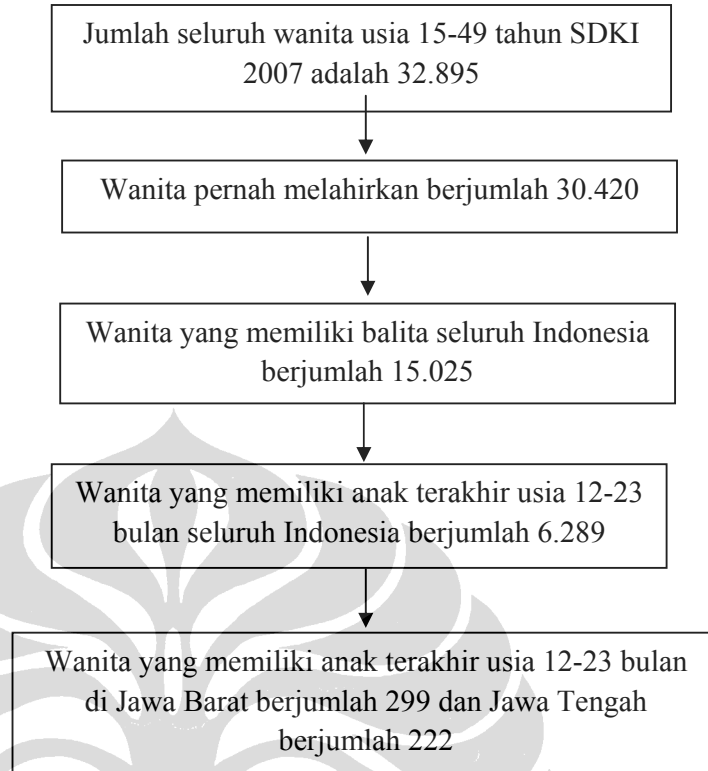 Jumlah seluruh wanita usia 15-49 tahun SDKI
2007 adalah 32.895
Wanita pernah melahirkan berjumlah 30.420
Wanita yang memiliki balita seluruh Indonesia
berjumlah 15.025
Wanita yang memiliki anak terakhir usia 12-23
bulan seluruh Indonesia berjumlah 6.289
Wanita yang memiliki anak terakhir usia 12-23 bulan
di Jawa Barat berjumlah 299 dan Jawa Tengah
berjumlah 222